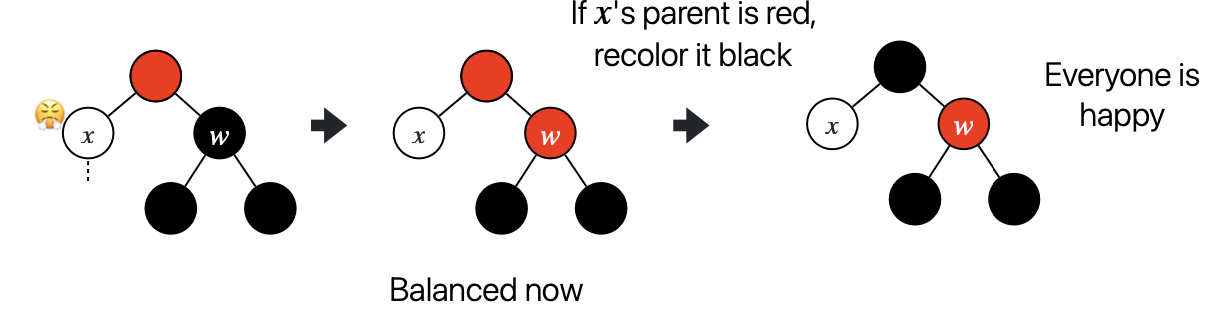 If x's parent is red,
recolor it black
Everyone is
happy
x
w
x
w
x
w
Balanced now